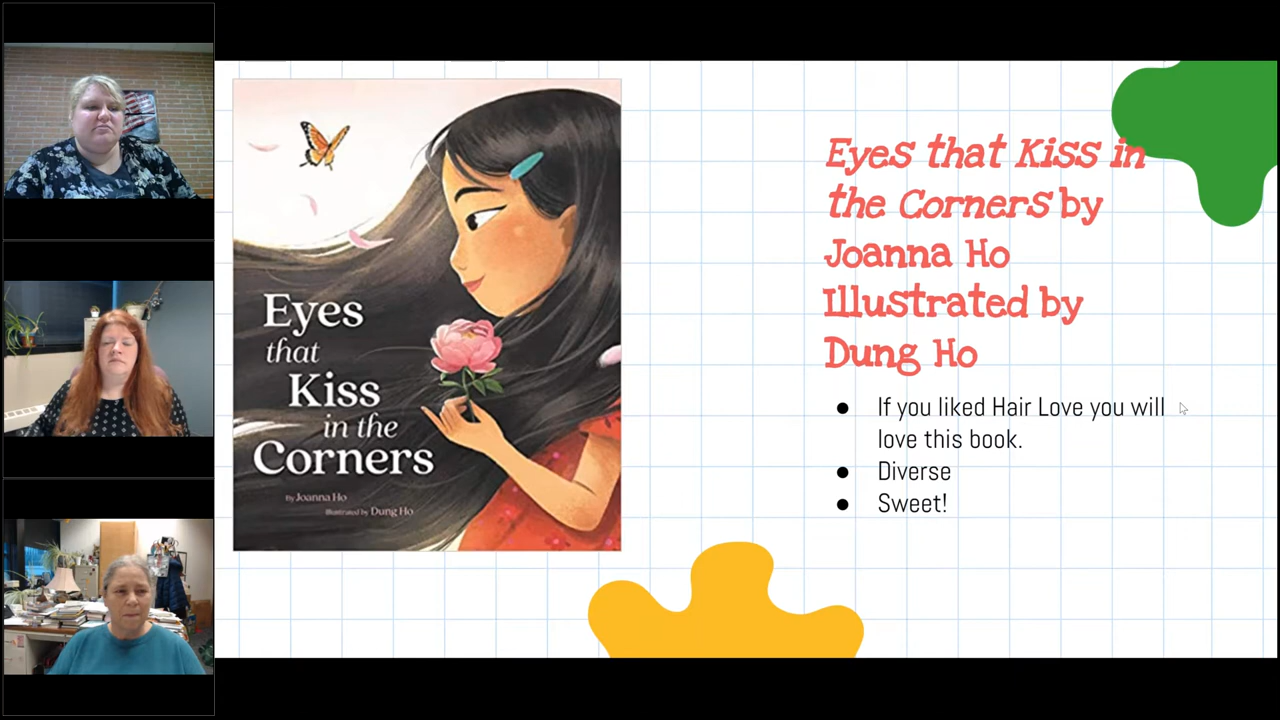 Eyes
that
Kiss
in the
Corners
By Joanna Ho
illustrated by Dung Ho
Eyes that Kiss in
the Corners by
Joanna Ho
Illustrated by
Dung Ho
● If you liked Hair Love you will
love this book.
● Diverse
● Sweet!